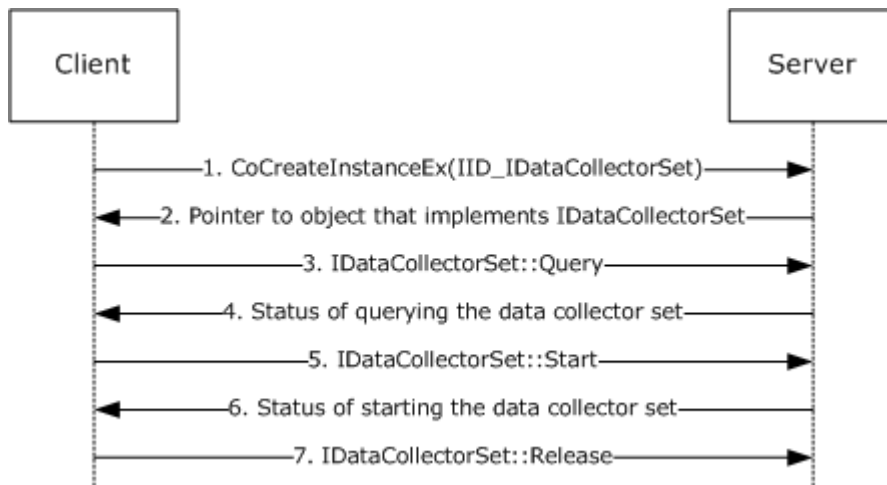 Client
Server
1. CoCreateInstanceEx(IID_IDataCollectorSet)
2. Pointer to object that implements IDataCollectorSet
3. IDataCollectorSet::Query
4. Status of querying the data collector set
5. IDataCollectorSet::Start
6. Status of starting the data collector set
7. IDataCollectorSet::Release